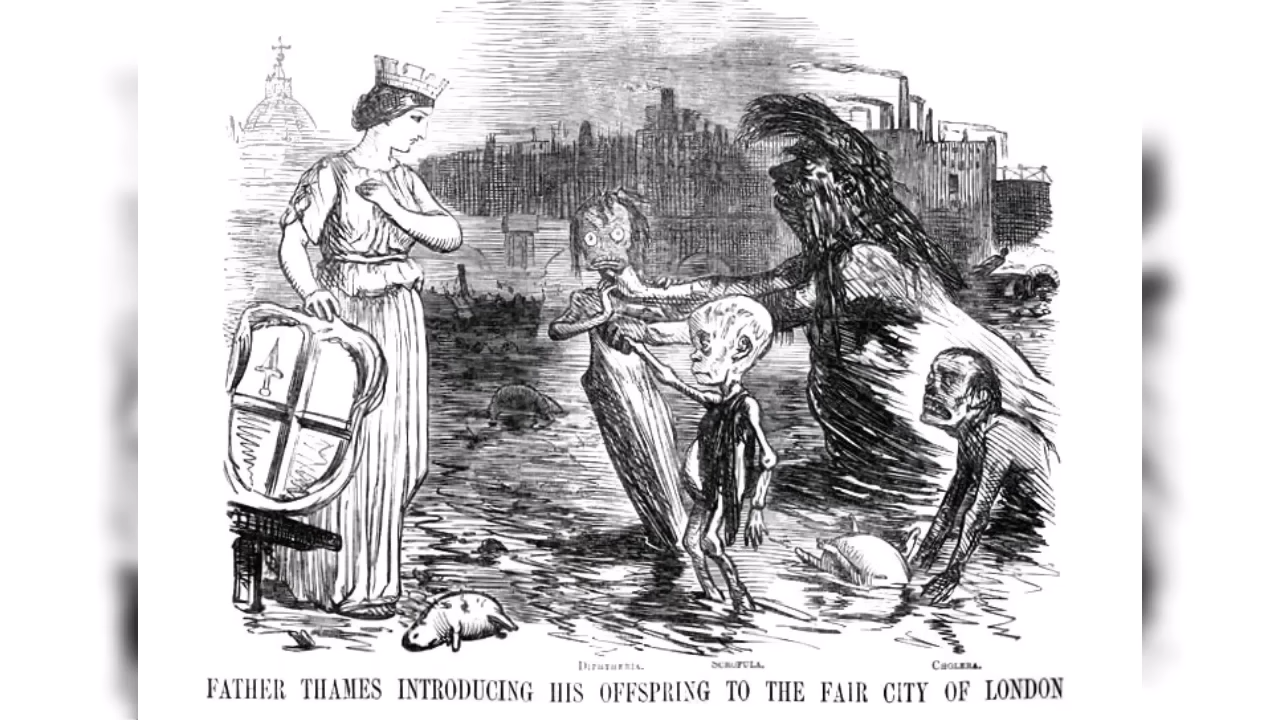 DIPHTHERIA. SCROFULA. CHOLERA.
FATHER THAMES INTRODUCING HIS OFFSPRING TO THE FAIR CITY OF LONDON